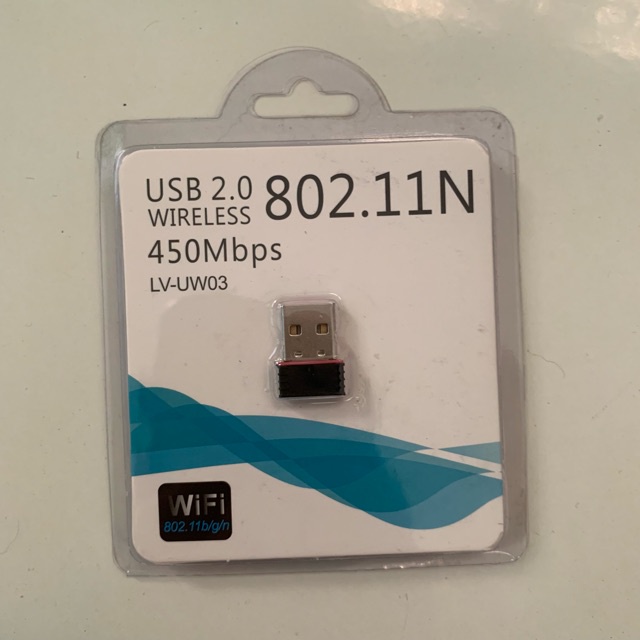 USB 2.0
WIRELESS
802.11N
450Mbps
LV-UW03
WiFi
802.11b/g/n